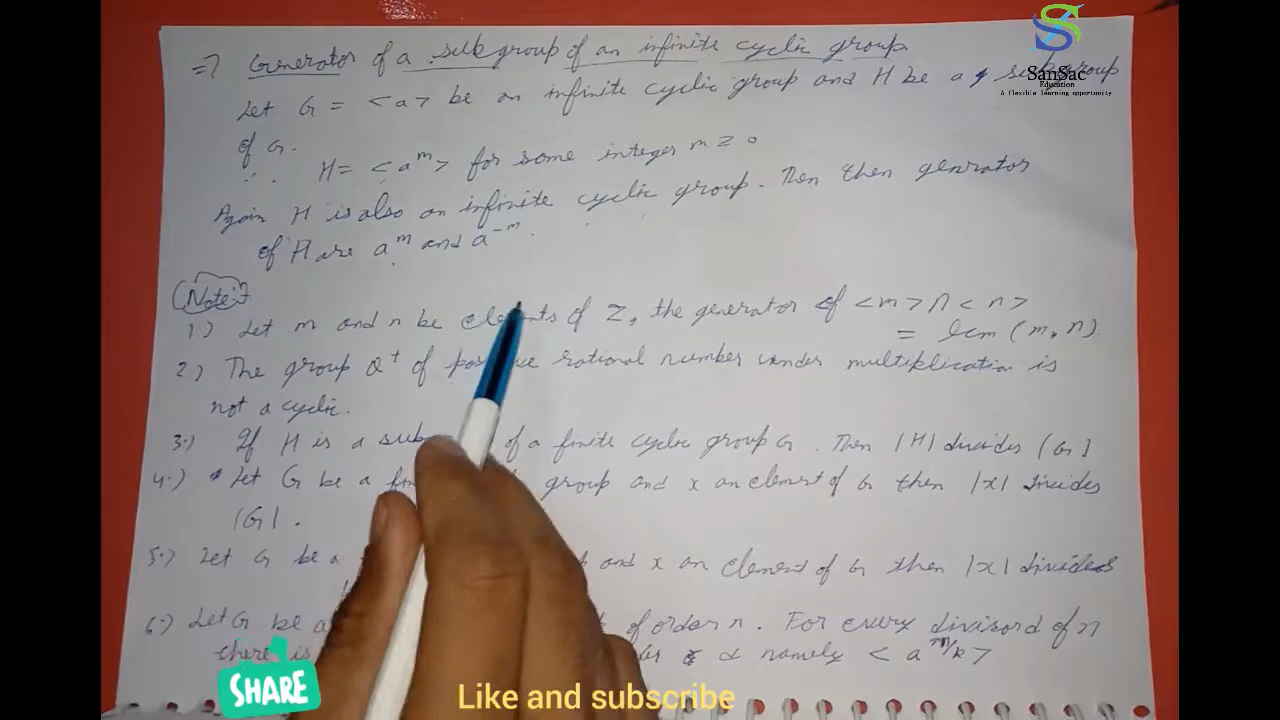 => Generator of a subgroup of an infinite cyclic group.
Let G = <a> be an infinite cyclic group and H be a subgroup
of G.
∴ H = <a^m> for some integer m ≥ 0
Again H is also an infinite cyclic group. Then then generator
of H are a^m and a^-m.
Note:
1.) Let m and n be elements of Z, the generator of <m> ∩ <n>
= lcm (m, n).
2.) The group Q+ of positive rational number under multiplication is
not a cyclic.
3.) If H is a of a finite cyclic group G. Then |H| divides |G|
4.) Let G be a group and x an element of G then |x| divides
|G|.
5.) Let G be a and x an element of G then |x| divides
6.) Let G be a of order n. For every divisord of n
there is namely <
SanSac
Education
A flexible learning opportunity
SHARE
Like and subscribe